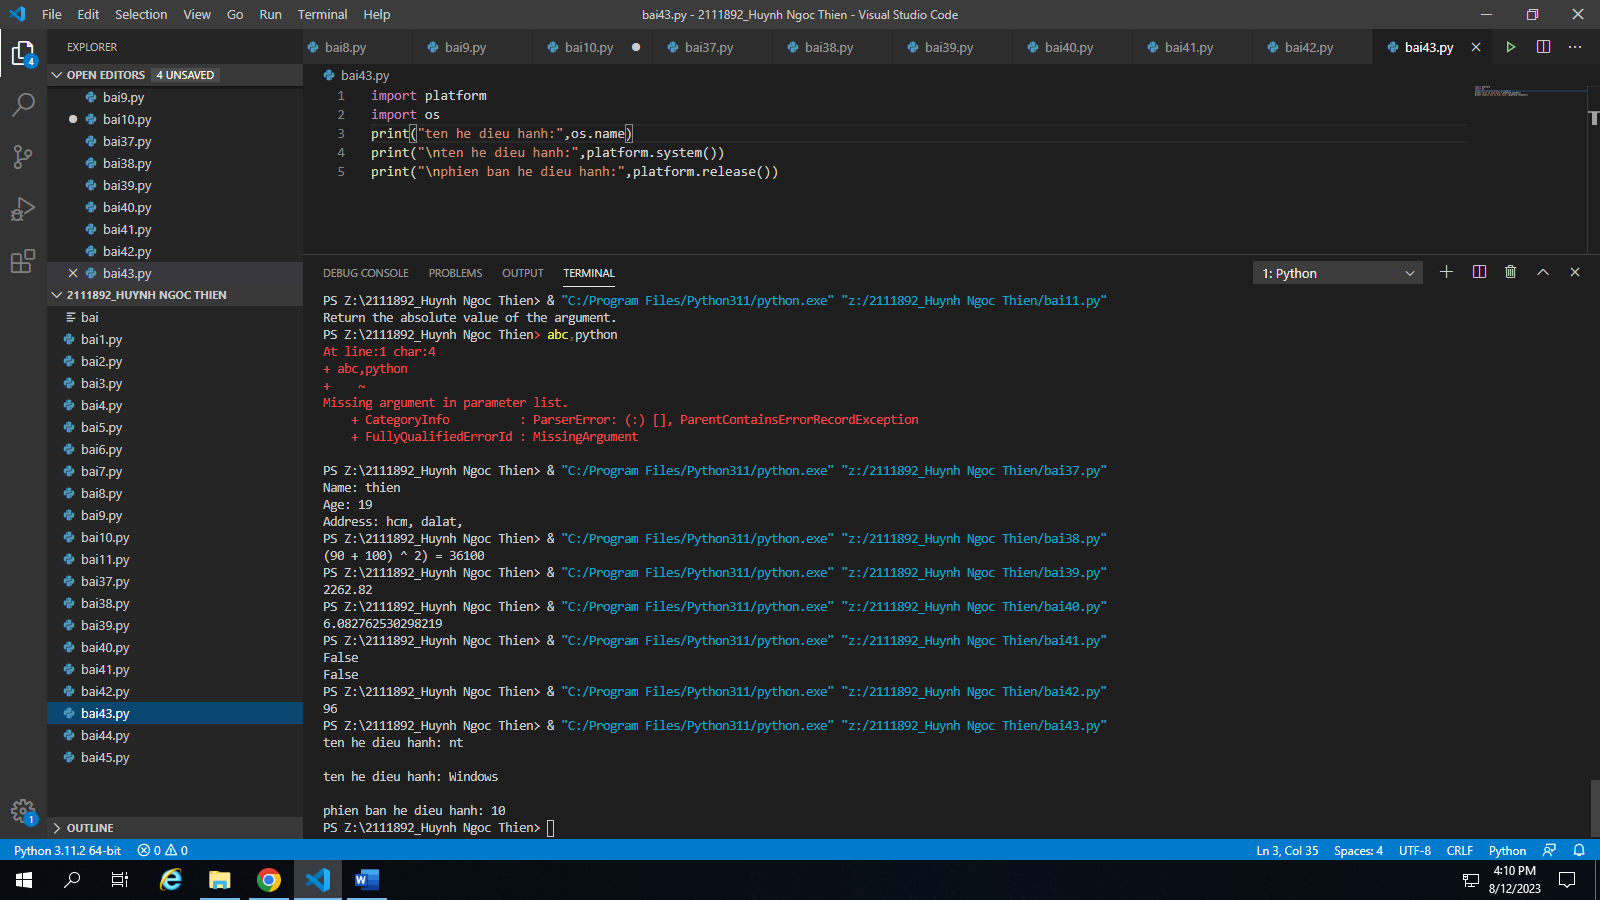 File Edit Selection View Go Run Terminal Help
bai43.py - 2111892_Huynh Ngoc Thien - Visual Studio Code
EXPLORER
OPEN EDITORS 4 UNSAVED
bai9.py
bai10.py
bai37.py
bai38.py
bai39.py
bai40.py
bai41.py
bai42.py
bai43.py
2111892_HUYNH NGOC THIEN
bai
bai1.py
bai2.py
bai3.py
bai4.py
bai5.py
bai6.py
bai7.py
bai8.py
bai9.py
bai10.py
bai11.py
bai37.py
bai38.py
bai39.py
bai40.py
bai41.py
bai42.py
bai43.py
bai44.py
bai45.py
OUTLINE
4
1
bai8.py bai9.py bai10.py bai37.py bai38.py bai39.py bai40.py bai41.py bai42.py bai43.py
bai43.py
1 import platform
2 import os
3 print("ten he dieu hanh:",os.name)
4 print("\nten he dieu hanh:",platform.system())
5 print("\nphien ban he dieu hanh:",platform.release())
DEBUG CONSOLE PROBLEMS OUTPUT TERMINAL
1: Python
PS Z:\2111892_Huynh Ngoc Thien> & "C:/Program Files/Python311/python.exe" "z:/2111892_Huynh Ngoc Thien/bai11.py"
Return the absolute value of the argument.
PS Z:\2111892_Huynh Ngoc Thien> abc,python
At line:1 char:4
+ abc,python
+    ~
Missing argument in parameter list.
    + CategoryInfo          : ParserError: (:) [], ParentContainsErrorRecordException
    + FullyQualifiedErrorId : MissingArgument
PS Z:\2111892_Huynh Ngoc Thien> & "C:/Program Files/Python311/python.exe" "z:/2111892_Huynh Ngoc Thien/bai37.py"
Name: thien
Age: 19
Address: hcm, dalat,
PS Z:\2111892_Huynh Ngoc Thien> & "C:/Program Files/Python311/python.exe" "z:/2111892_Huynh Ngoc Thien/bai38.py"
(90 + 100) ^ 2) = 36100
PS Z:\2111892_Huynh Ngoc Thien> & "C:/Program Files/Python311/python.exe" "z:/2111892_Huynh Ngoc Thien/bai39.py"
2262.82
PS Z:\2111892_Huynh Ngoc Thien> & "C:/Program Files/Python311/python.exe" "z:/2111892_Huynh Ngoc Thien/bai40.py"
6.082762530298219
PS Z:\2111892_Huynh Ngoc Thien> & "C:/Program Files/Python311/python.exe" "z:/2111892_Huynh Ngoc Thien/bai41.py"
False
False
PS Z:\2111892_Huynh Ngoc Thien> & "C:/Program Files/Python311/python.exe" "z:/2111892_Huynh Ngoc Thien/bai42.py"
96
PS Z:\2111892_Huynh Ngoc Thien> & "C:/Program Files/Python311/python.exe" "z:/2111892_Huynh Ngoc Thien/bai43.py"
ten he dieu hanh: nt
ten he dieu hanh: Windows
phien ban he dieu hanh: 10
PS Z:\2111892_Huynh Ngoc Thien>
Python 3.11.2 64-bit 0 0
Ln 3, Col 35 Spaces: 4 UTF-8 CRLF Python
4:10 PM
8/12/2023